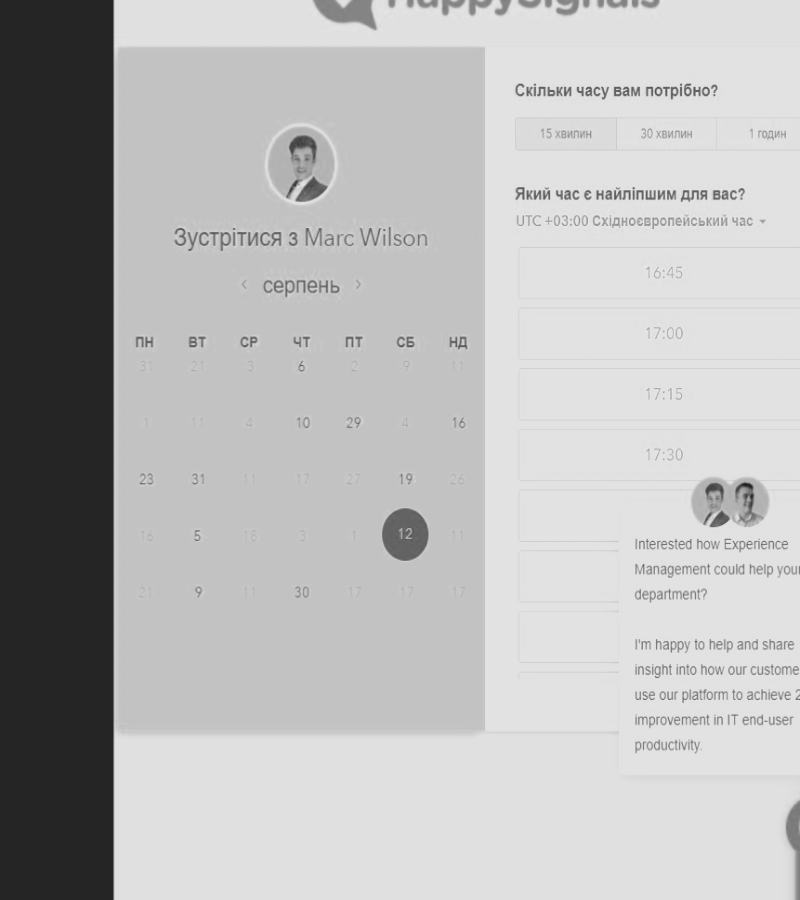 HappySignals
Зустрітися з Marc Wilson
‹ серпень ›
ПН ВТ СР ЧТ ПТ СБ НД
31 21 3 6 2 9 11
1 11 4 10 29 4 16
23 31 11 17 27 19 26
16 5 18 3 1 12 11
21 9 11 30 17 17 17
Скільки часу вам потрібно?
15 хвилин 30 хвилин 1 годин
Який час є найліпшим для вас?
UTC +03:00 Східноєвропейський час
16:45
17:00
17:15
17:30
Interested how Experience
Management could help your
department?
I'm happy to help and share
insight into how our custome
use our platform to achieve 2
improvement in IT end-user
productivity.